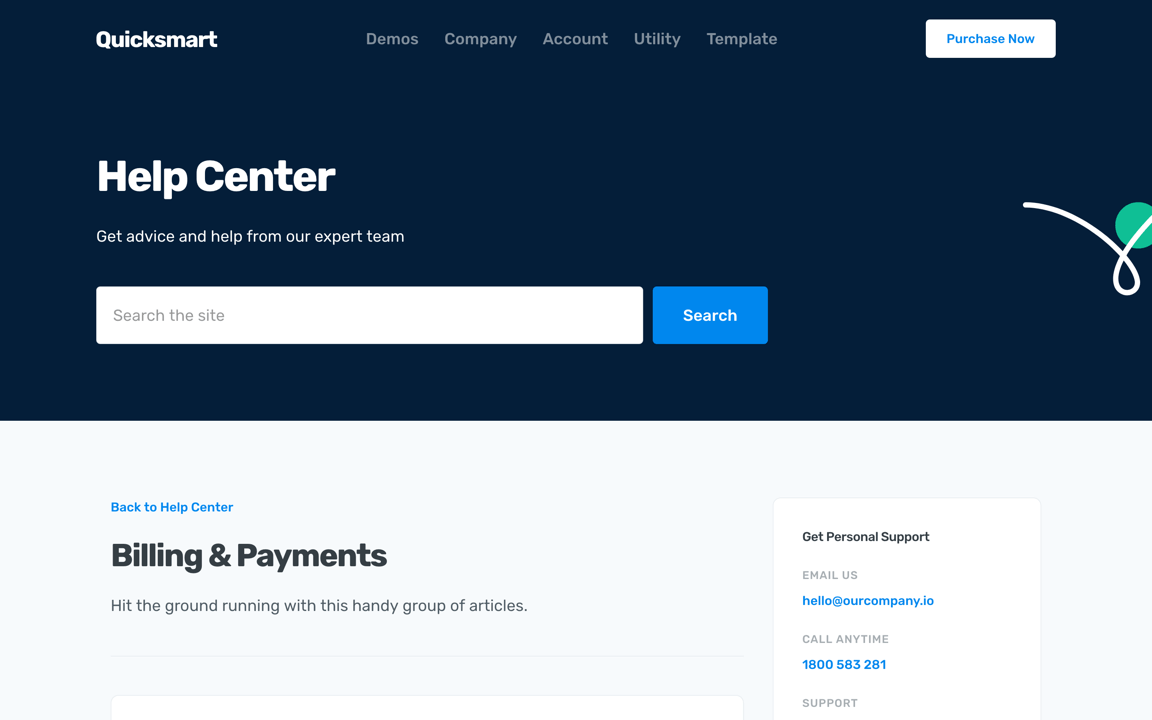 Quicksmart
Demos Company Account Utility Template
Purchase Now
Help Center
Get advice and help from our expert team
Search the site
Search
Back to Help Center
Billing & Payments
Hit the ground running with this handy group of articles.
Get Personal Support
EMAIL US
hello@ourcompany.io
CALL ANYTIME
1800 583 281
SUPPORT